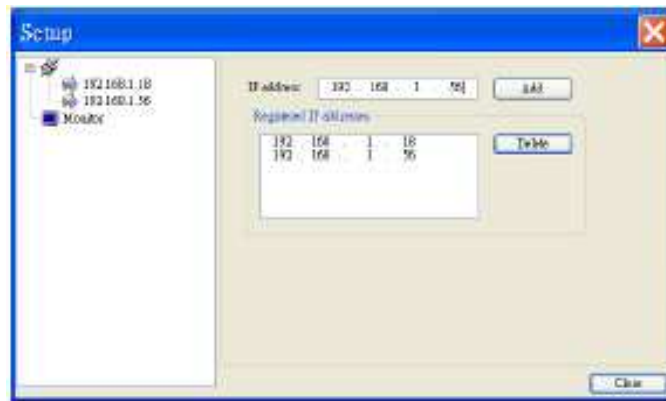 Setup
192.168.1.18
192.168.1.56
Monitor
IP address: 192 . 168 . 1 . 56 Add
Registered IP addresses
192 . 168 . 1 . 18
192 . 168 . 1 . 56
Delete
Close